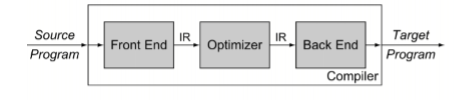 Source
Program
Front End
IR
Optimizer
IR
Back End
Target
Program
Compiler